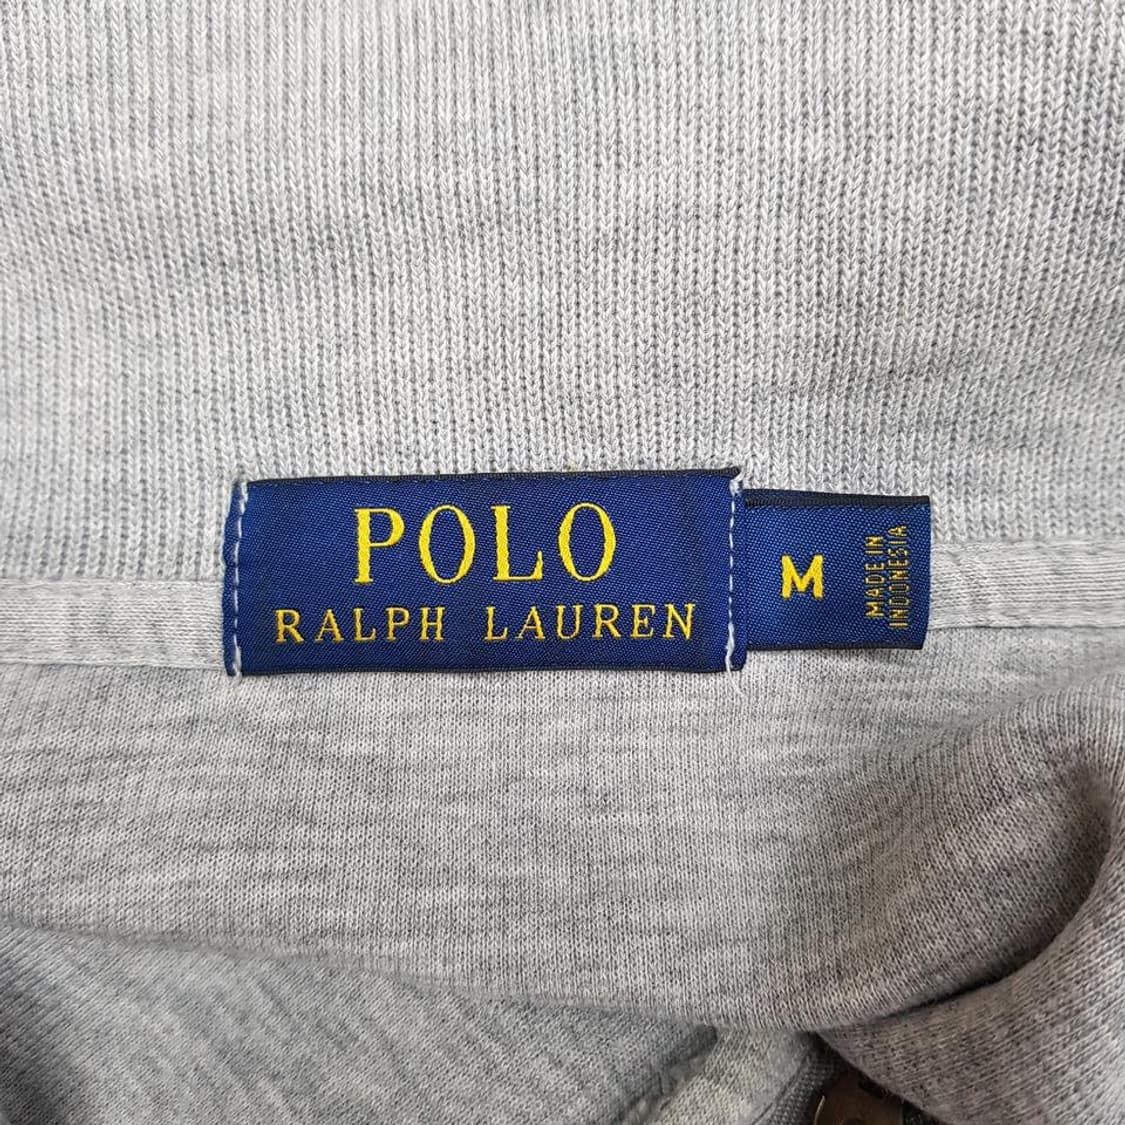 POLO
RALPH LAUREN
M
MADE IN
INDONESIA